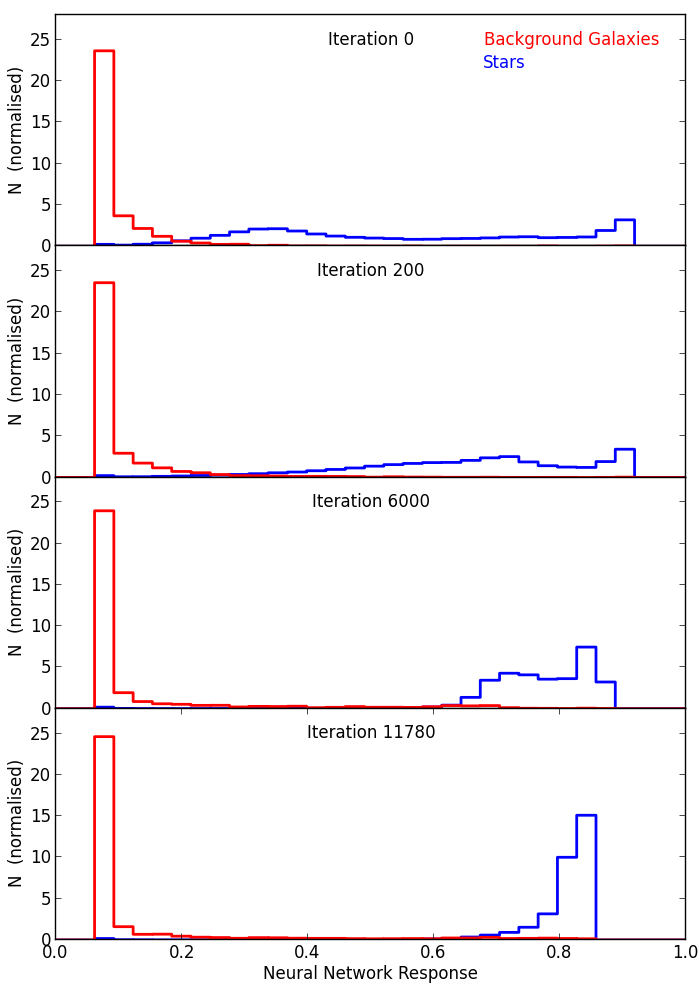 Iteration 0
Background Galaxies
Stars
25
20
15
10
5
0
N (normalised)
Iteration 200
25
20
15
10
5
0
N (normalised)
Iteration 6000
25
20
15
10
5
0
N (normalised)
Iteration 11780
25
20
15
10
5
0
N (normalised)
0.0 0.2 0.4 0.6 0.8 1.0
Neural Network Response